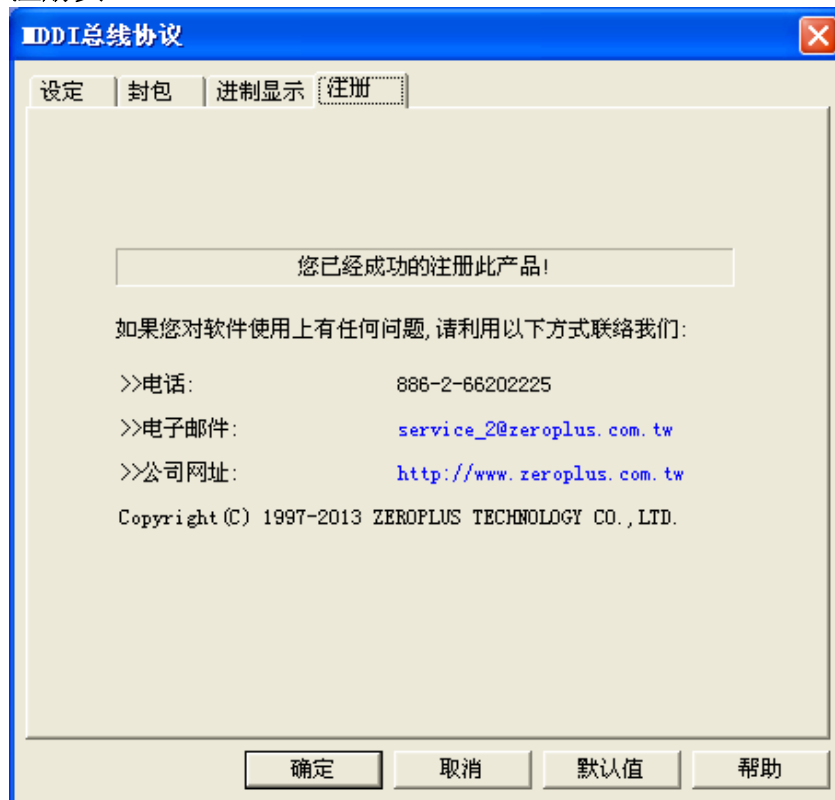 MDDI总线协议
设定 封包 进制显示 注册
您已经成功的注册此产品!
如果您对软件使用上有任何问题,请利用以下方式联络我们:
>>电话: 886-2-66202225
>>电子邮件: service_2@zeroplus.com.tw
>>公司网址: http://www.zeroplus.com.tw
Copyright(C) 1997-2013 ZEROPLUS TECHNOLOGY CO.,LTD.
确定 取消 默认值 帮助